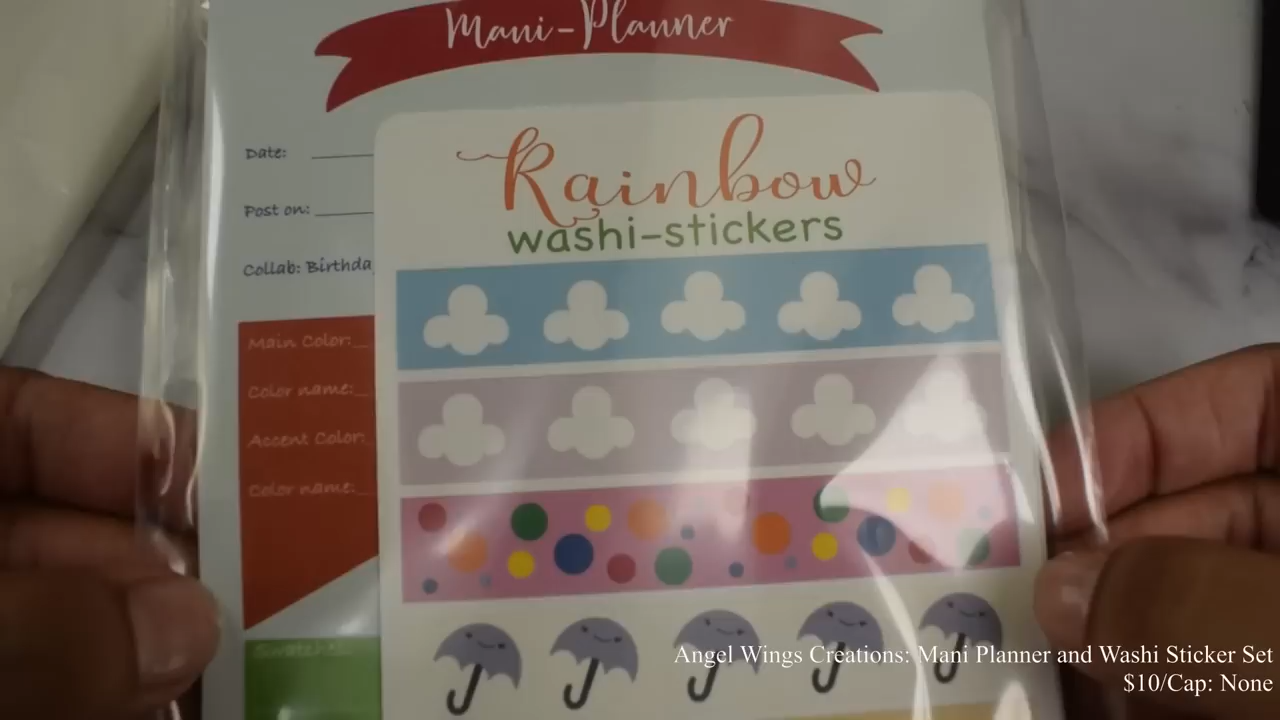 Mani-Planner
Rainbow
washi-stickers
Date:
Post on:
Collab: Birthda
Main Color:
Color name:
Accent Color:
Color name:
Swatches
Angel Wings Creations: Mani Planner and Washi Sticker Set
$10/Cap: None